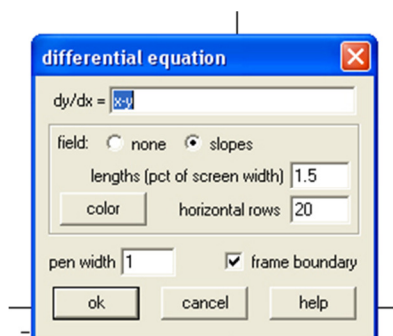 differential equation
dy/dx = x-y
field: none slopes
lengths (pct of screen width) 1.5
color horizontal rows 20
pen width 1 frame boundary
ok cancel help